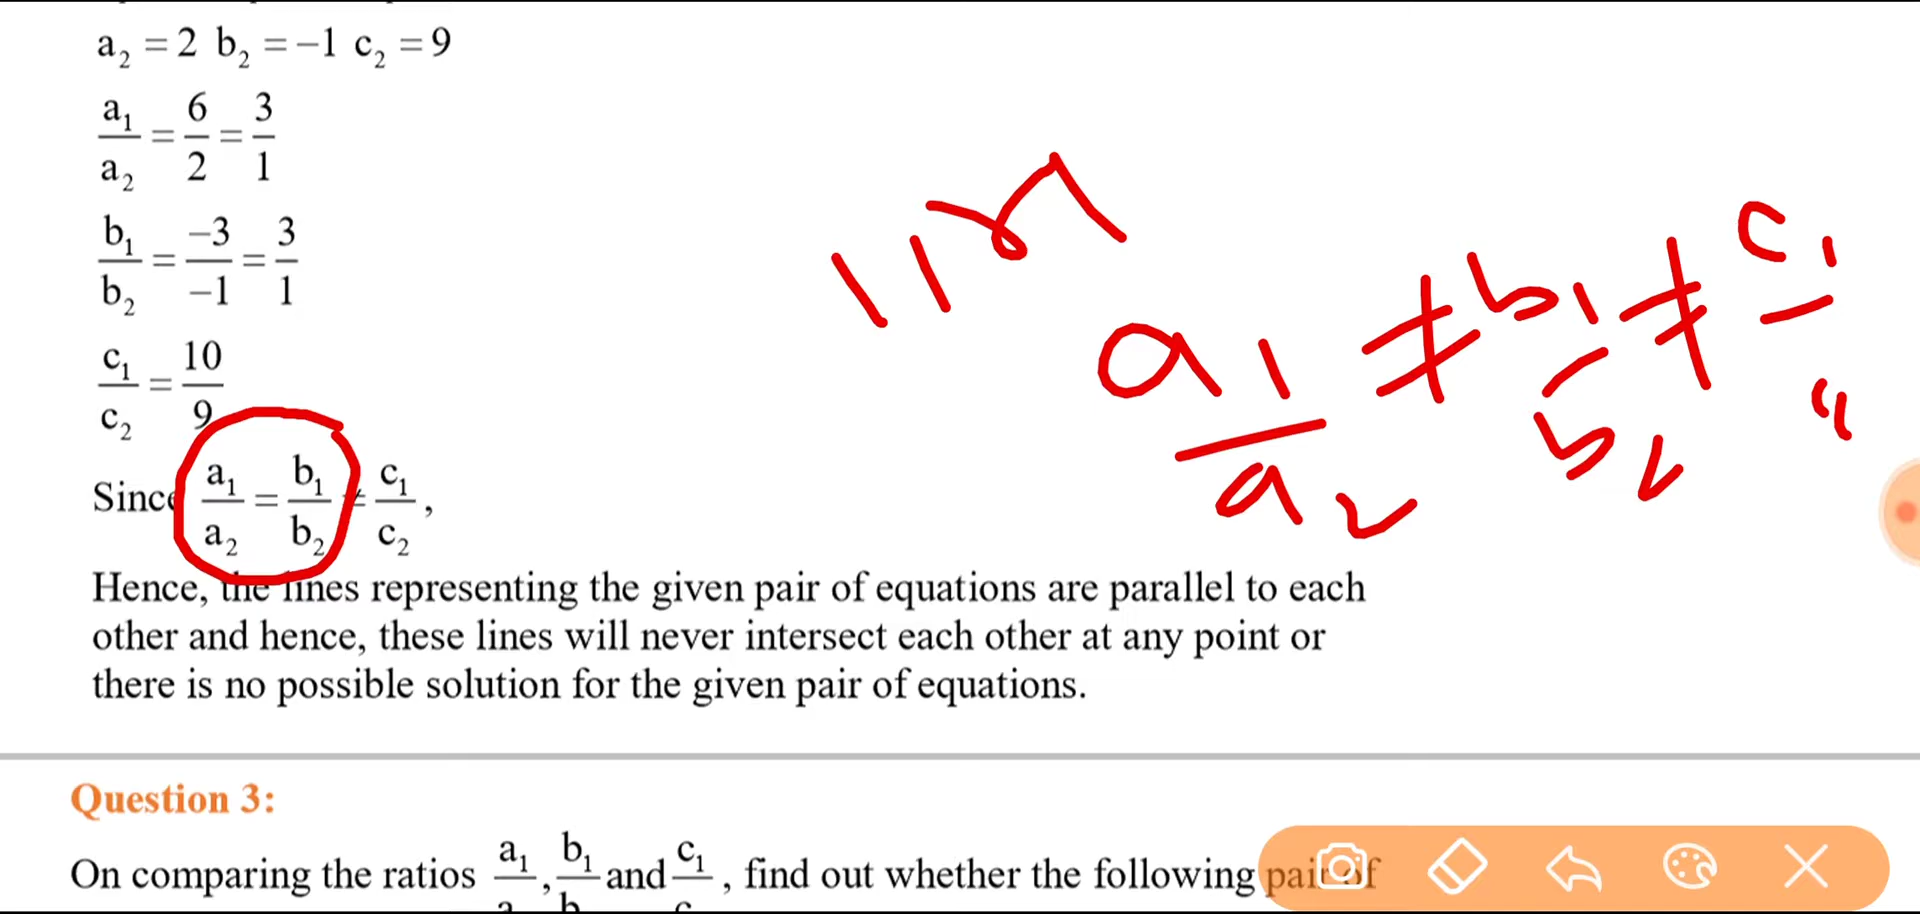 a₂ = 2 b₂ = −1 c₂ = 9
a₁/a₂ = 6/2 = 3/1
b₁/b₂ = −3/−1 = 3/1
c₁/c₂ = 10/9
Since a₁/a₂ = b₁/b₂ ≠ c₁/c₂,
a1/a2 ≠ b1/b2 ≠ c1/
Hence, the lines representing the given pair of equations are parallel to each
other and hence, these lines will never intersect each other at any point or
there is no possible solution for the given pair of equations.
Question 3:
On comparing the ratios a₁/a, b₁/b and c₁/c, find out whether the following pair of